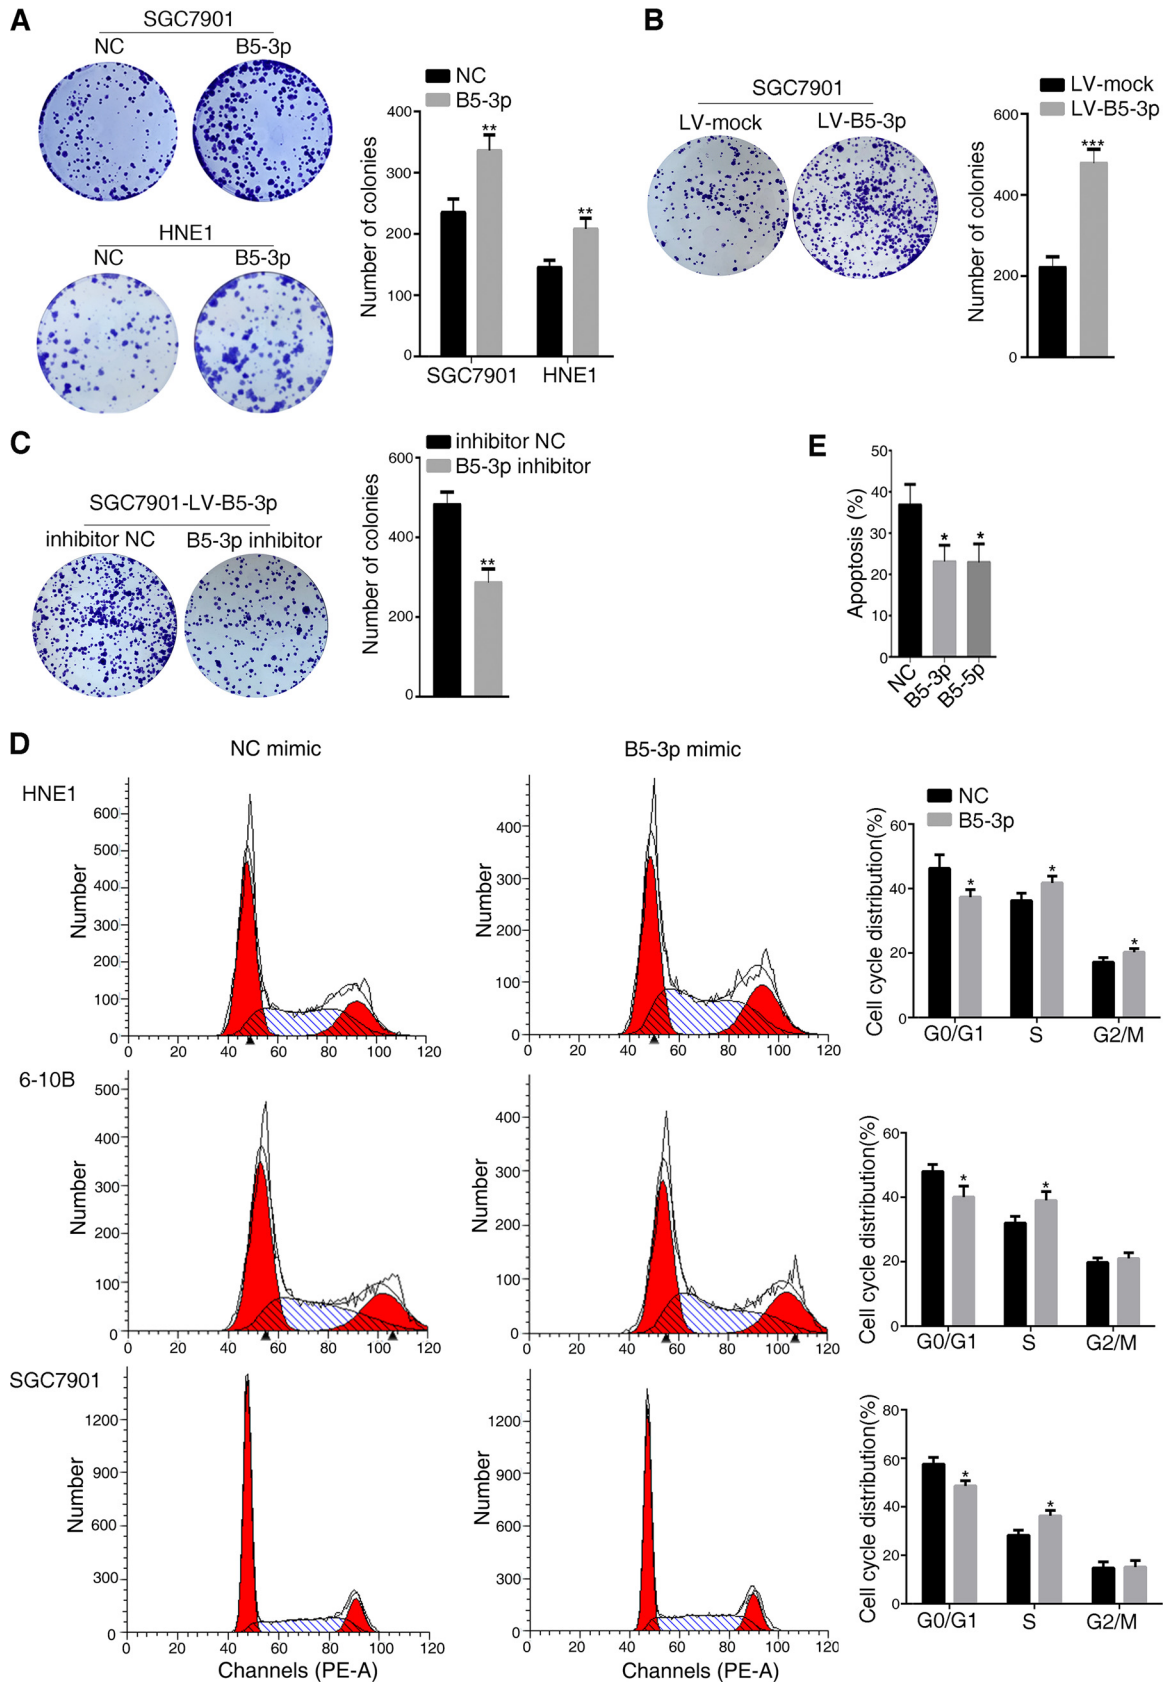 A
SGC7901
NC B5-3p
HNE1
NC B5-3p
NC
B5-3p
Number of colonies
400
300
200
100
0
**
**
SGC7901 HNE1
B
SGC7901
LV-mock LV-B5-3p
LV-mock
LV-B5-3p
Number of colonies
600
400
200
0
***
C
SGC7901-LV-B5-3p
inhibitor NC B5-3p inhibitor
inhibitor NC
B5-3p inhibitor
Number of colonies
600
400
200
0
**
E
Apoptosis (%)
50
40
30
20
10
0
* *
NC B5-3p B5-5p
D
NC mimic B5-3p mimic
HNE1
Number
600
500
400
300
200
100
0
0 20 40 60 80 100 120
Number
400
300
200
100
0
0 20 40 60 80 100 120
NC
B5-3p
Cell cycle distribution(%)
60
40
20
0
* * *
G0/G1 S G2/M
6-10B
Number
500
400
300
200
100
0
0 20 40 60 80 100 120
Number
400
300
200
100
0
0 20 40 60 80 100 120
Cell cycle distribution(%)
60
40
20
0
* *
G0/G1 S G2/M
SGC7901
Number
1200
900
600
300
0
0 20 40 60 80 100 120
Channels (PE-A)
Number
1200
900
600
300
0
0 20 40 60 80 100 120
Channels (PE-A)
Cell cycle distribution(%)
80
60
40
20
0
* *
G0/G1 S G2/M